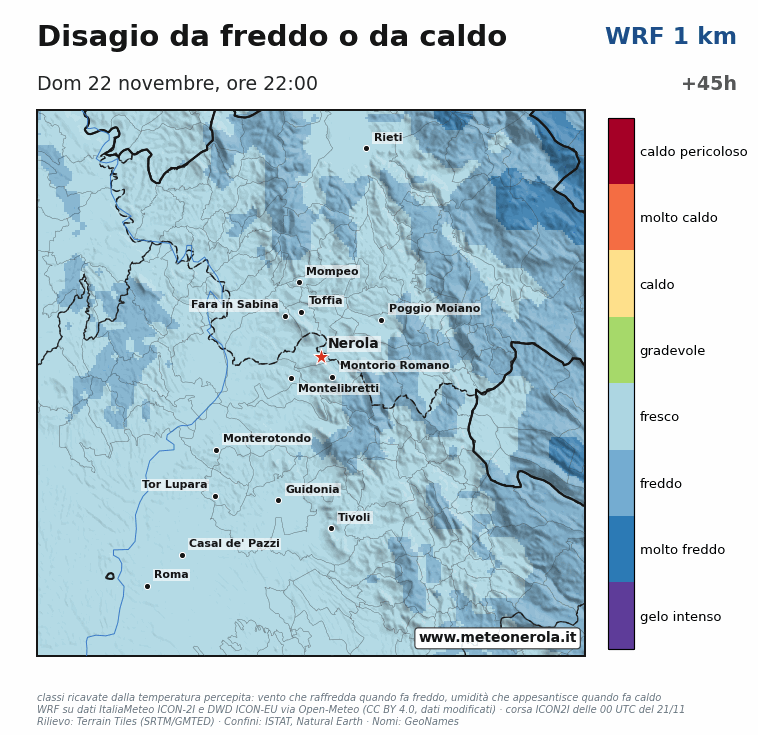 Disagio da freddo o da caldo
WRF 1 km
Dom 22 novembre, ore 22:00
+45h
Rieti
Mompeo
Toffia
Fara in Sabina
Poggio Moiano
Nerola
Montorio Romano
Montelibretti
Monterotondo
Tor Lupara
Guidonia
Tivoli
Casal de' Pazzi
Roma
www.meteonerola.it
caldo pericoloso
molto caldo
caldo
gradevole
fresco
freddo
molto freddo
gelo intenso
classi ricavate dalla temperatura percepita: vento che raffredda quando fa freddo, umidità che appesantisce quando fa caldo
WRF su dati ItaliaMeteo ICON-2I e DWD ICON-EU via Open-Meteo (CC BY 4.0, dati modificati) · corsa ICON2I delle 00 UTC del 21/11
Rilievo: Terrain Tiles (SRTM/GMTED) · Confini: ISTAT, Natural Earth · Nomi: GeoNames